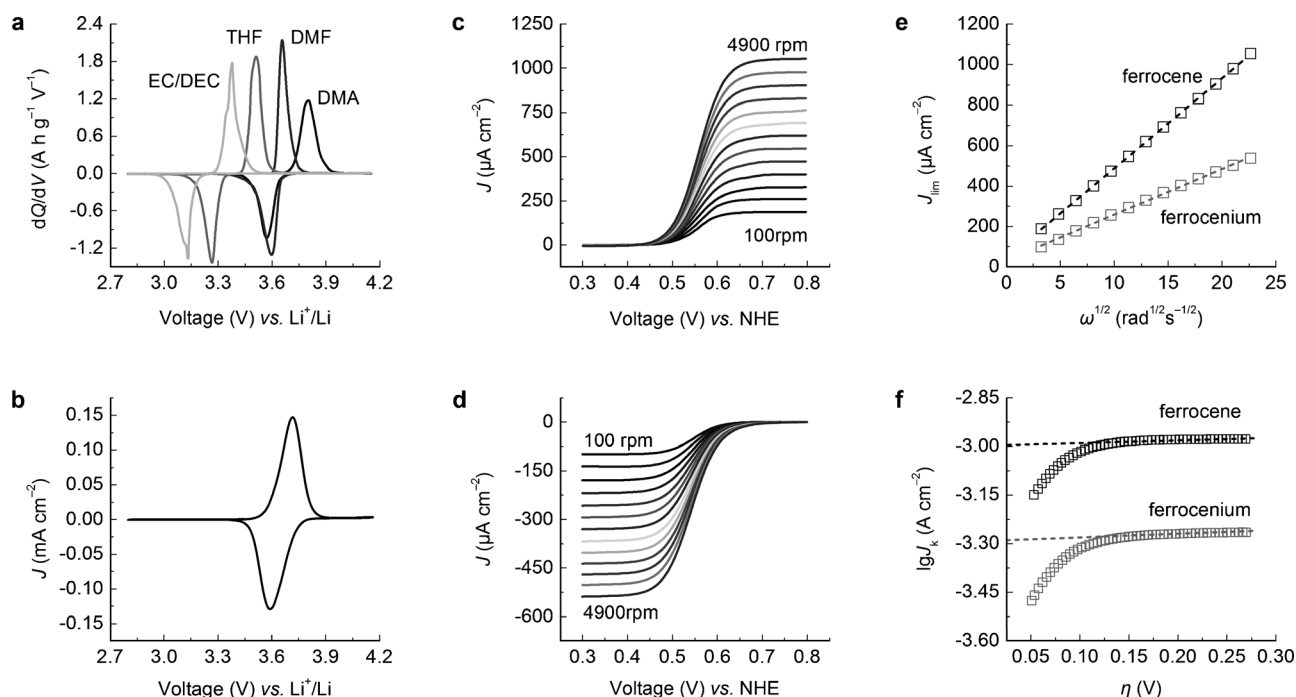 a
2.4
1.8
1.2
0.6
0.0
-0.6
-1.2
dQ/dV (A h g⁻¹ V⁻¹)
EC/DEC
THF
DMF
DMA
2.7 3.0 3.3 3.6 3.9 4.2
Voltage (V) vs. Li⁺/Li
b
0.15
0.10
0.05
0.00
-0.05
-0.10
-0.15
J (mA cm⁻²)
2.7 3.0 3.3 3.6 3.9 4.2
Voltage (V) vs. Li⁺/Li
c
1250
1000
750
500
250
0
J (µA cm⁻²)
4900 rpm
100rpm
0.3 0.4 0.5 0.6 0.7 0.8
Voltage (V) vs. NHE
d
0
-150
-300
-450
-600
J (µA cm⁻²)
100 rpm
4900rpm
0.3 0.4 0.5 0.6 0.7 0.8
Voltage (V) vs. NHE
e
1200
1000
800
600
400
200
0
J_lim (µA cm⁻²)
ferrocene
ferrocenium
0 5 10 15 20 25
ω^1/2 (rad^1/2s^−1/2)
f
-2.85
-3.00
-3.15
-3.30
-3.45
-3.60
lgJ_k (A cm⁻²)
ferrocene
ferrocenium
0.05 0.10 0.15 0.20 0.25 0.30
η (V)